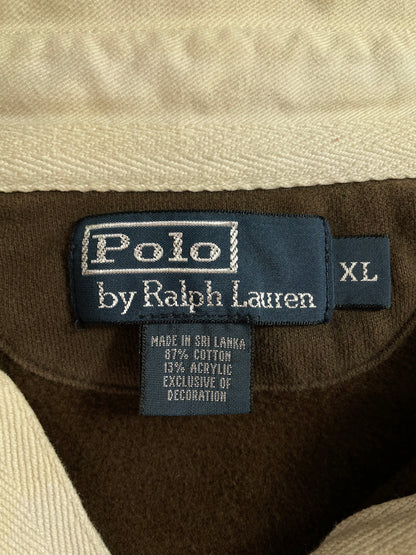 Polo
by Ralph Lauren
XL
MADE IN SRI LANKA
87% COTTON
13% ACRYLIC
EXCLUSIVE OF
DECORATION